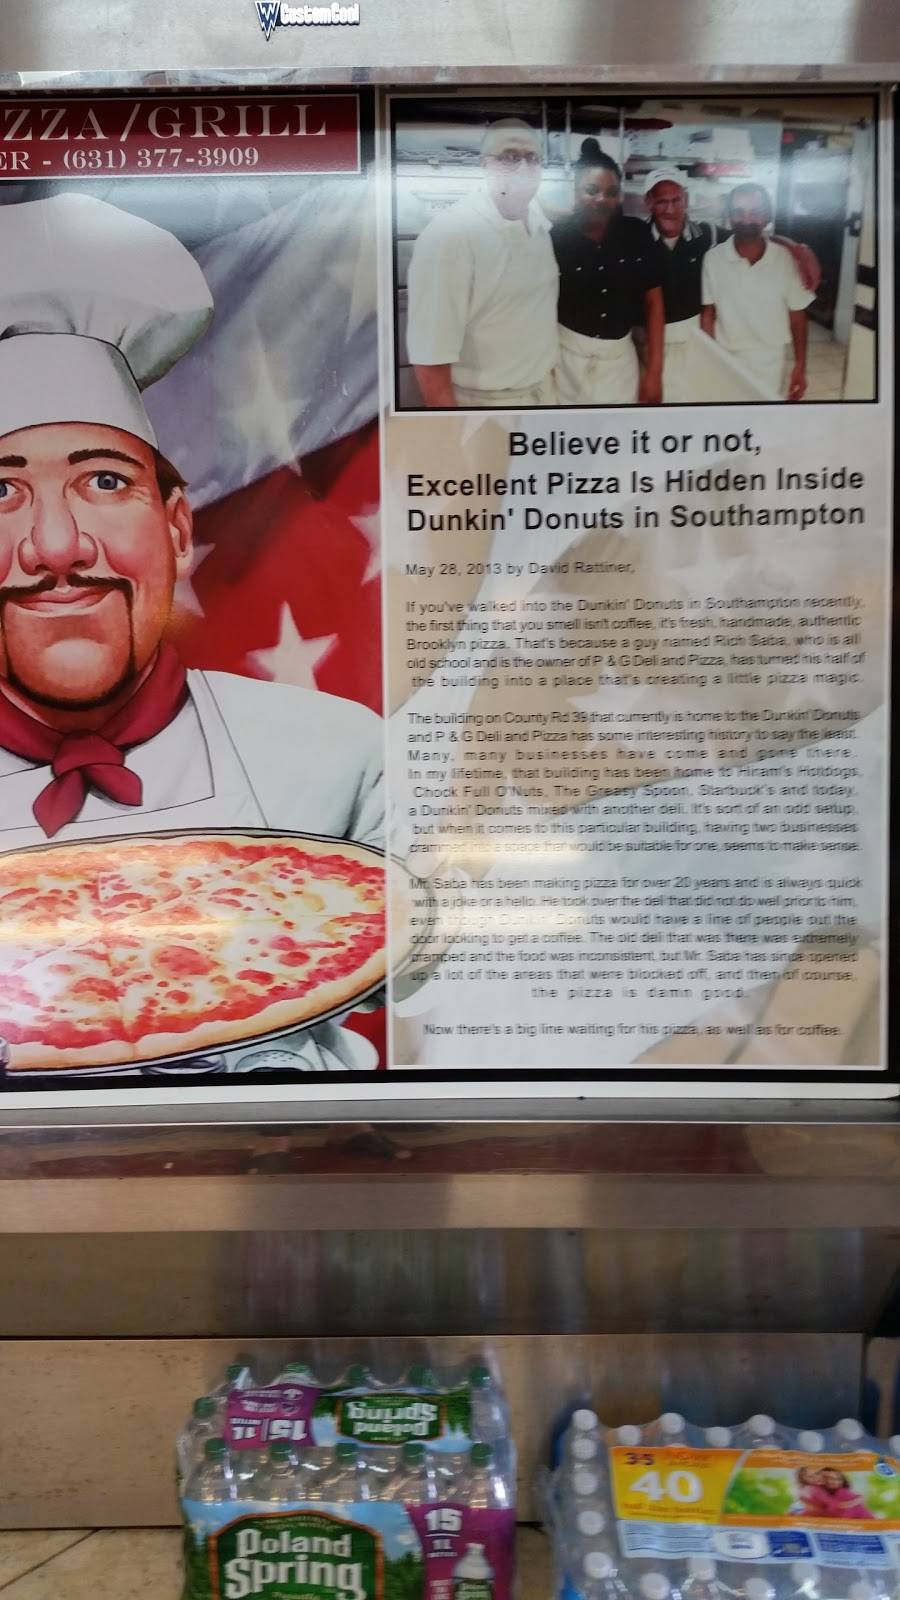 CustomCool
ZZA/GRILL
ER - (631) 377-3909
Believe it or not,
Excellent Pizza Is Hidden Inside
Dunkin' Donuts in Southampton
May 28, 2013 by David Rattiner,
If you've walked into the Dunkin' Donuts in Southampton recently,
the first thing that you smell isn't coffee, it's fresh, handmade, authentic
Brooklyn pizza. That's because a guy named Rich Saba, who is all
old school and is the owner of P & G Deli and Pizza, has turned his half of
the building into a place that's creating a little pizza magic.
The building on County Rd 39 that currently is home to the Dunkin' Donuts
and P & G Deli and Pizza has some interesting history to say the least.
Many, many businesses have come and gone there.
In my lifetime, that building has been home to Hiram's Hotdogs,
Chock Full O'Nuts, The Greasy Spoon, Starbuck's and today,
a Dunkin' Donuts mixed with another deli. It's sort of an odd setup,
but when it comes to this particular building, having two businesses
crammed into a space that would be suitable for one, seems to make sense.
Mr. Saba has been making pizza for over 20 years and is always quick
with a joke or a hello. He took over the deli that did not do well prior to him,
even though Dunkin' Donuts would have a line of people out the
door looking to get a coffee. The old deli that was there was extremely
cramped and the food was inconsistent, but Mr. Saba has since opened
up a lot of the areas that were blocked off, and then of course,
the pizza is damn good.
Now there's a big line waiting for his pizza, as well as for coffee.
15 1L
Poland
Spring
35
40
15
1L
Poland
Spring